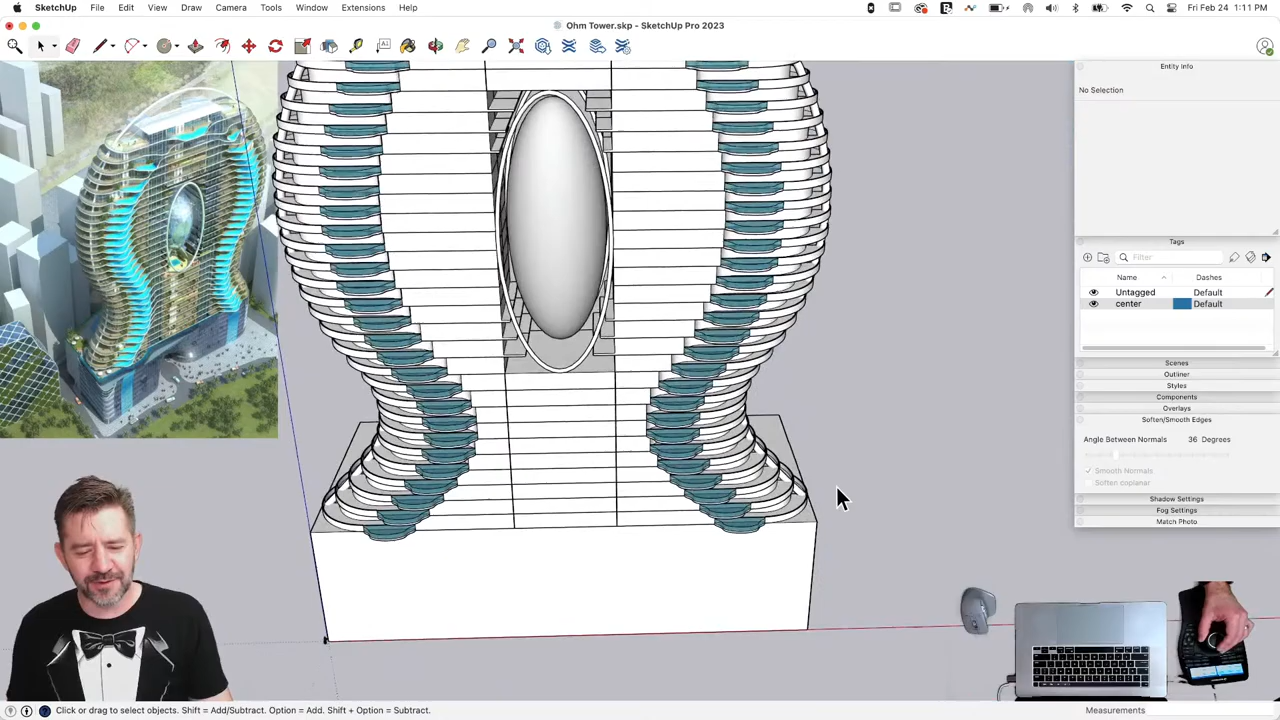 SketchUp File Edit View Draw Camera Tools Window Extensions Help Fri Feb 24 1:11 PM
Ohm Tower.skp - SketchUp Pro 2023
Entity Info
No Selection
Tags
Filter
Name Dashes
Untagged Default
center Default
Scenes
Outliner
Styles
Components
Overlays
Soften/Smooth Edges
Angle Between Normals 36 Degrees
Smooth Normals
Soften coplanar
Shadow Settings
Fog Settings
Match Photo
Click or drag to select objects. Shift = Add/Subtract. Option = Add. Shift + Option = Subtract. Measurements